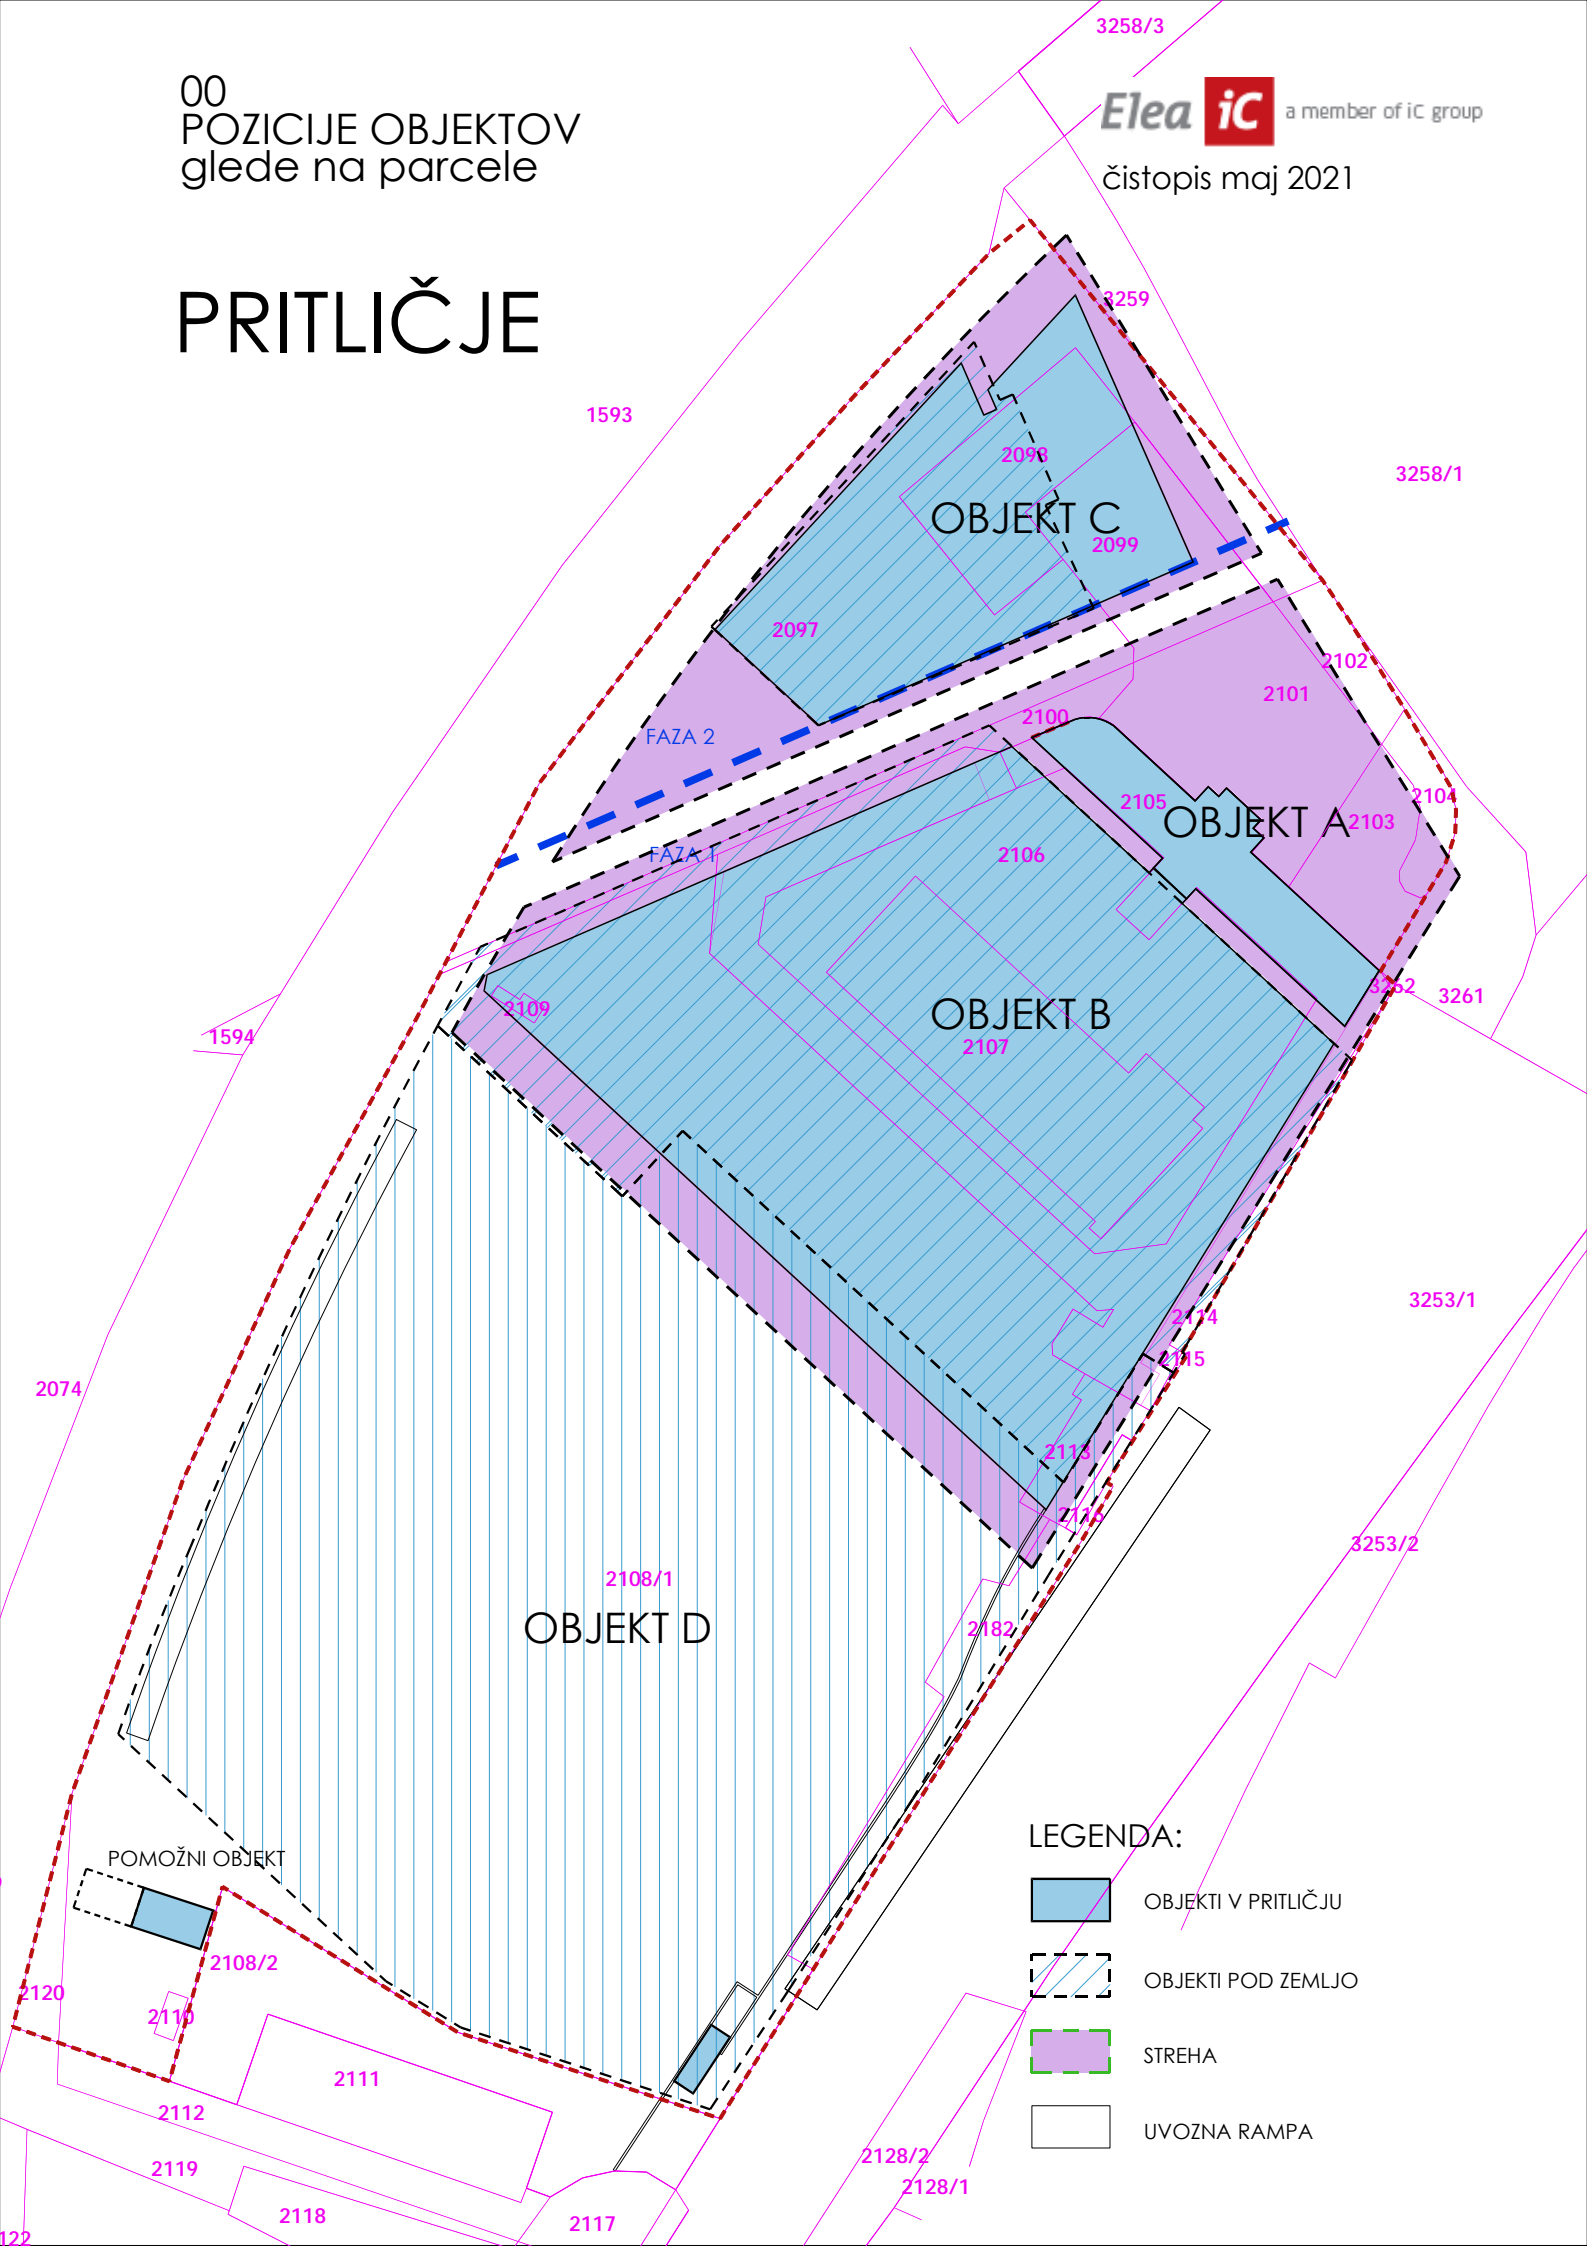 00
POZICIJE OBJEKTOV
glede na parcele
Elea iC a member of iC group
čistopis maj 2021
PRITLIČJE
3258/3
3259
1593
3258/1
2098
OBJEKT C
2099
2097
2102
2101
2100
FAZA 2
2104
2105
OBJEKT A
2103
FAZA 1
2106
3262
3261
2109
OBJEKT B
2107
1594
3253/1
2114
2115
2074
2113
2116
3253/2
2108/1
OBJEKT D
2182
LEGENDA:
OBJEKTI V PRITLIČJU
OBJEKTI POD ZEMLJO
STREHA
UVOZNA RAMPA
POMOŽNI OBJEKT
2108/2
2120
2110
2111
2112
2119
2118
2117
2128/2
2128/1
122